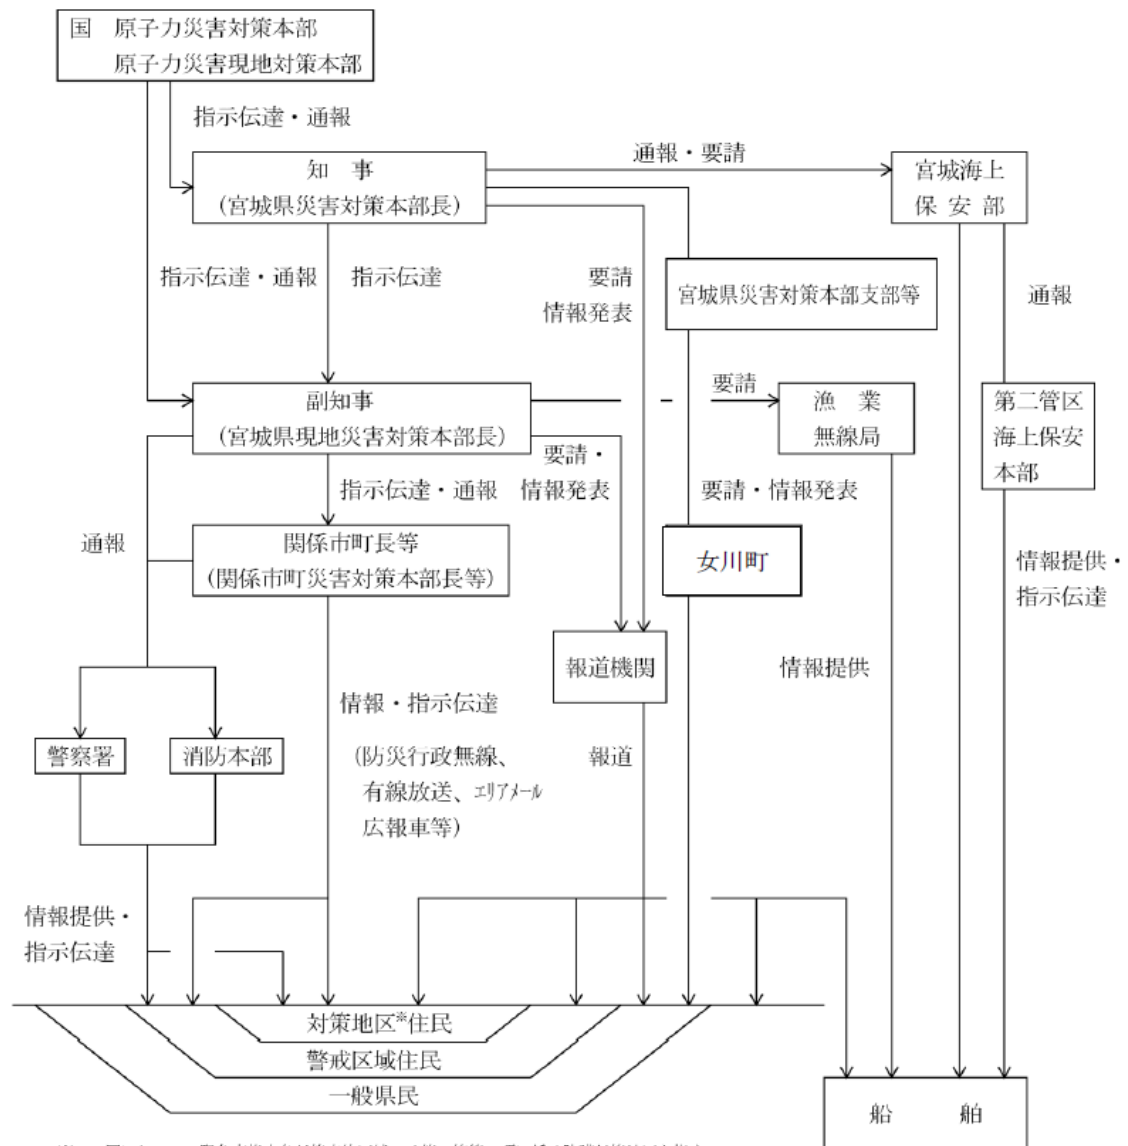 国 原子力災害対策本部
原子力災害現地対策本部
指示伝達・通報
知 事
(宮城県災害対策本部長)
通報・要請
宮城海上
保 安 部
指示伝達・通報
指示伝達
要請
情報発表
宮城県災害対策本部支部等
通報
副知事
(宮城県現地災害対策本部長)
要請
漁 業
無線局
第二管区
海上保安
本部
要請・
情報発表
指示伝達・通報
要請・情報発表
通報
関係市町長等
(関係市町災害対策本部長等)
女川町
情報提供・
指示伝達
報道機関
情報提供
情報・指示伝達
(防災行政無線、
有線放送、エリアメール
広報車等)
報道
警察署
消防本部
情報提供・
指示伝達
対策地区※住民
警戒区域住民
一般県民
船 舶